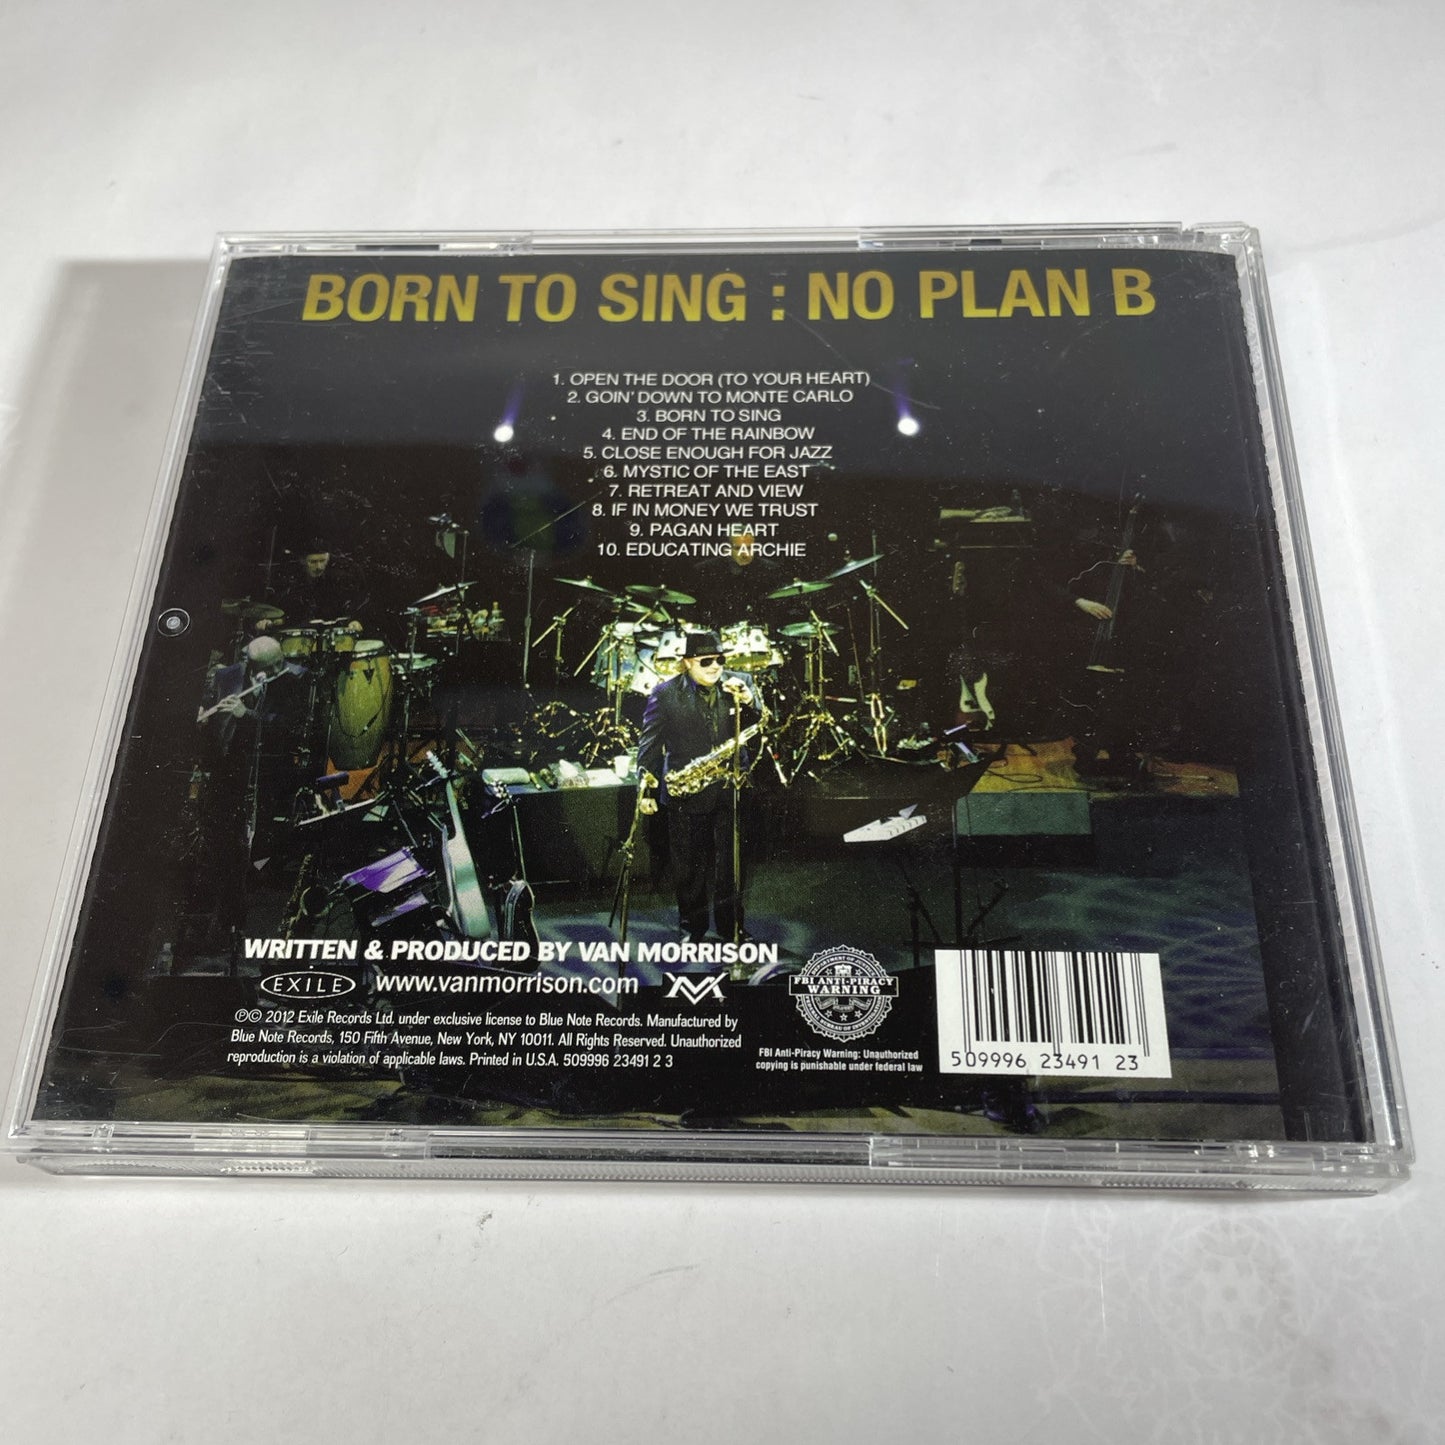 BORN TO SING : NO PLAN B
1. OPEN THE DOOR (TO YOUR HEART)
2. GOIN' DOWN TO MONTE CARLO
3. BORN TO SING
4. END OF THE RAINBOW
5. CLOSE ENOUGH FOR JAZZ
6. MYSTIC OF THE EAST
7. RETREAT AND VIEW
8. IF IN MONEY WE TRUST
9. PAGAN HEART
10. EDUCATING ARCHIE
WRITTEN & PRODUCED BY VAN MORRISON
EXILE www.vanmorrison.com
℗© 2012 Exile Records Ltd. under exclusive license to Blue Note Records. Manufactured by
Blue Note Records, 150 Fifth Avenue, New York, NY 10011. All Rights Reserved. Unauthorized
reproduction is a violation of applicable laws. Printed in U.S.A. 509996 23491 2 3
FBI ANTI-PIRACY
WARNING
FBI Anti-Piracy Warning: Unauthorized
copying is punishable under federal law
5 09996 23491 23